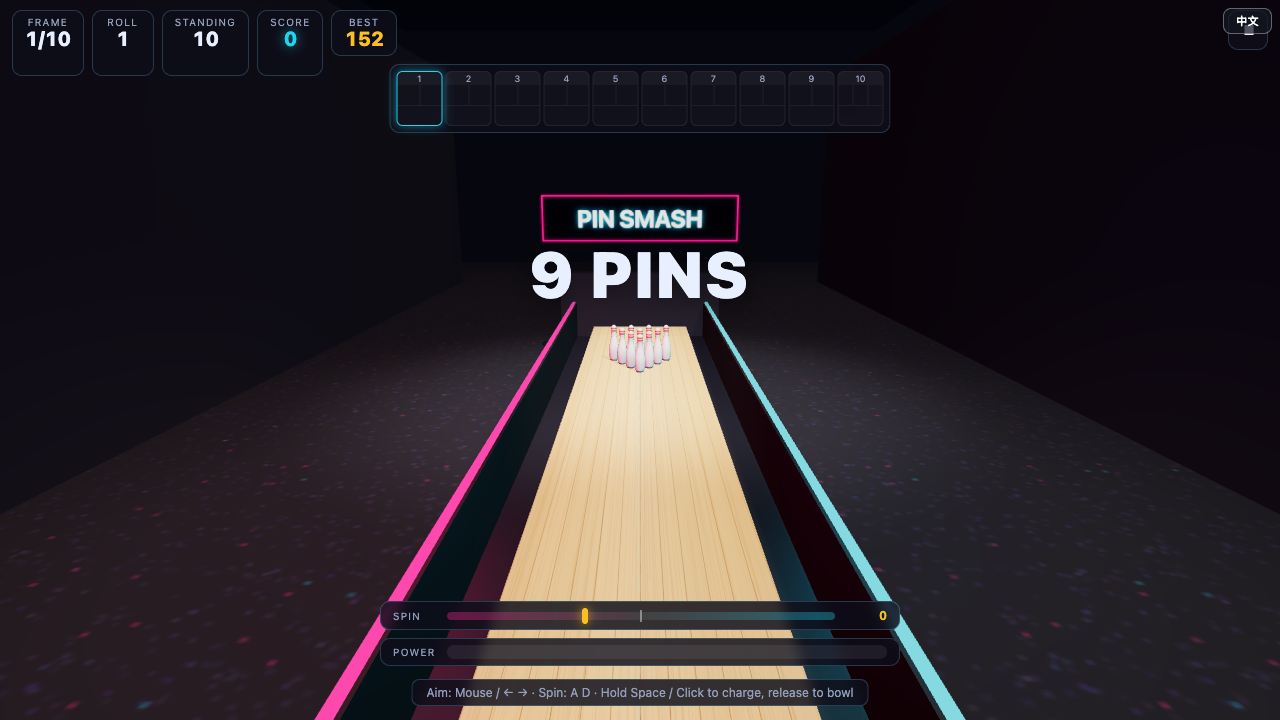 FRAME
1/10
ROLL
1
STANDING
10
SCORE
0
BEST
152
中文
1 2 3 4 5 6 7 8 9 10
PIN SMASH
9 PINS
SPIN 0
POWER
Aim: Mouse / ← → · Spin: A D · Hold Space / Click to charge, release to bowl